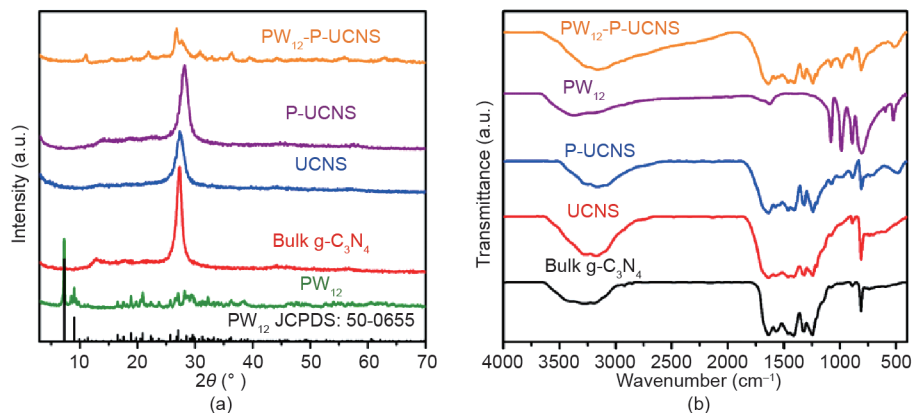 PW₁₂-P-UCNS
P-UCNS
UCNS
Bulk g-C₃N₄
PW₁₂
PW₁₂ JCPDS: 50-0655
Intensity (a.u.)
10 20 30 40 50 60 70
2θ (°)
(a)
PW₁₂-P-UCNS
PW₁₂
P-UCNS
UCNS
Bulk g-C₃N₄
Transmittance (a.u.)
4000 3500 3000 2500 2000 1500 1000 500
Wavenumber (cm⁻¹)
(b)